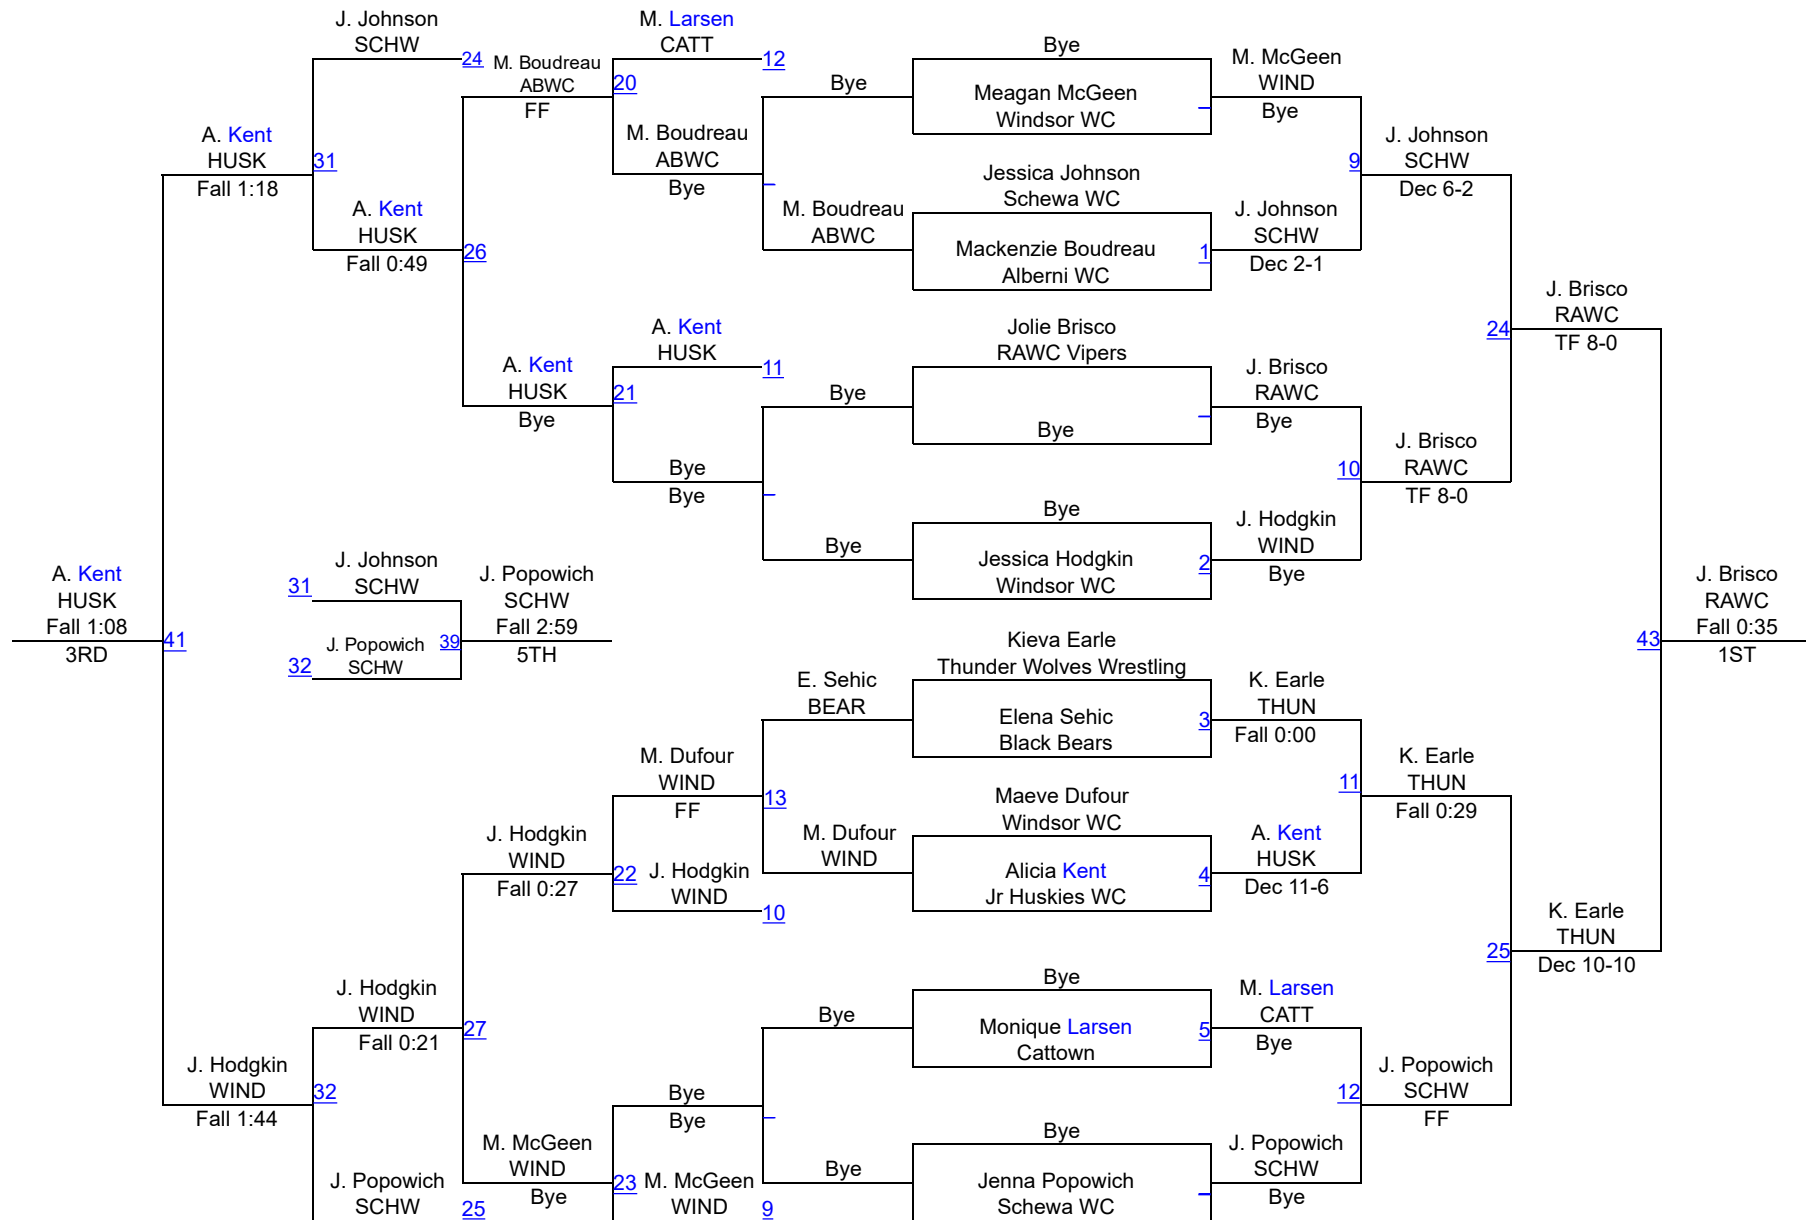 J. Johnson
SCHW
24
M. Boudreau
ABWC
FF
M. Larsen
CATT
12
20
M. Boudreau
ABWC
Bye
Bye
M. Boudreau
ABWC
Bye
Meagan McGeen
Windsor WC
M. McGeen
WIND
Bye
Jessica Johnson
Schewa WC
Mackenzie Boudreau
Alberni WC
1
J. Johnson
SCHW
Dec 2-1
9
J. Johnson
SCHW
Dec 6-2
A. Kent
HUSK
Fall 1:18
31
A. Kent
HUSK
Fall 0:49
26
A. Kent
HUSK
Bye
21
A. Kent
HUSK
11
Bye
Bye
Bye
Bye
Jolie Brisco
RAWC Vipers
Bye
J. Brisco
RAWC
Bye
Bye
Jessica Hodgkin
Windsor WC
2
J. Hodgkin
WIND
Bye
10
J. Brisco
RAWC
TF 8-0
24
J. Brisco
RAWC
TF 8-0
A. Kent
HUSK
Fall 1:08
3RD
41
31
J. Johnson
SCHW
32
J. Popowich
SCHW
39
J. Popowich
SCHW
Fall 2:59
5TH
43
J. Brisco
RAWC
Fall 0:35
1ST
Kieva Earle
Thunder Wolves Wrestling
Elena Sehic
Black Bears
3
K. Earle
THUN
Fall 0:00
E. Sehic
BEAR
M. Dufour
WIND
FF
13
M. Dufour
WIND
Maeve Dufour
Windsor WC
Alicia Kent
Jr Huskies WC
4
A. Kent
HUSK
Dec 11-6
11
K. Earle
THUN
Fall 0:29
J. Hodgkin
WIND
Fall 0:27
22
J. Hodgkin
WIND
10
25
K. Earle
THUN
Dec 10-10
J. Hodgkin
WIND
Fall 0:21
27
Bye
Bye
Monique Larsen
Cattown
5
M. Larsen
CATT
Bye
J. Hodgkin
WIND
Fall 1:44
32
Bye
Bye
12
J. Popowich
SCHW
FF
J. Popowich
SCHW
25
M. McGeen
WIND
Bye
23
M. McGeen
WIND
9
Bye
Bye
Jenna Popowich
Schewa WC
J. Popowich
SCHW
Bye